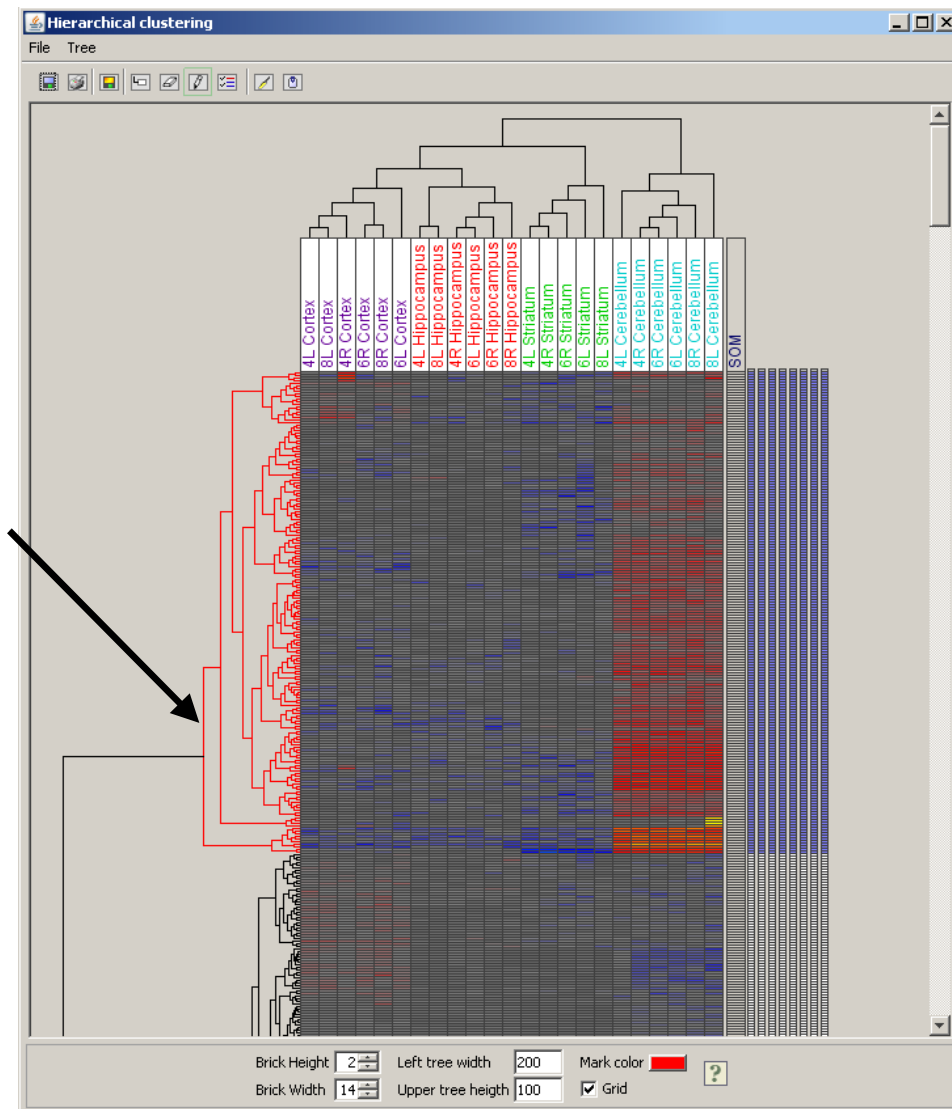 Hierarchical clustering
File Tree
4L Cortex
8L Cortex
4R Cortex
6R Cortex
8R Cortex
6L Cortex
4L Hippocampus
8L Hippocampus
4R Hippocampus
6L Hippocampus
6R Hippocampus
8R Hippocampus
4L Striatum
4R Striatum
6R Striatum
6L Striatum
8L Striatum
4L Cerebellum
4R Cerebellum
6R Cerebellum
6L Cerebellum
8R Cerebellum
8L Cerebellum
SOM
Brick Height 2 Left tree width 200 Mark color ?
Brick Width 14 Upper tree heigth 100 Grid